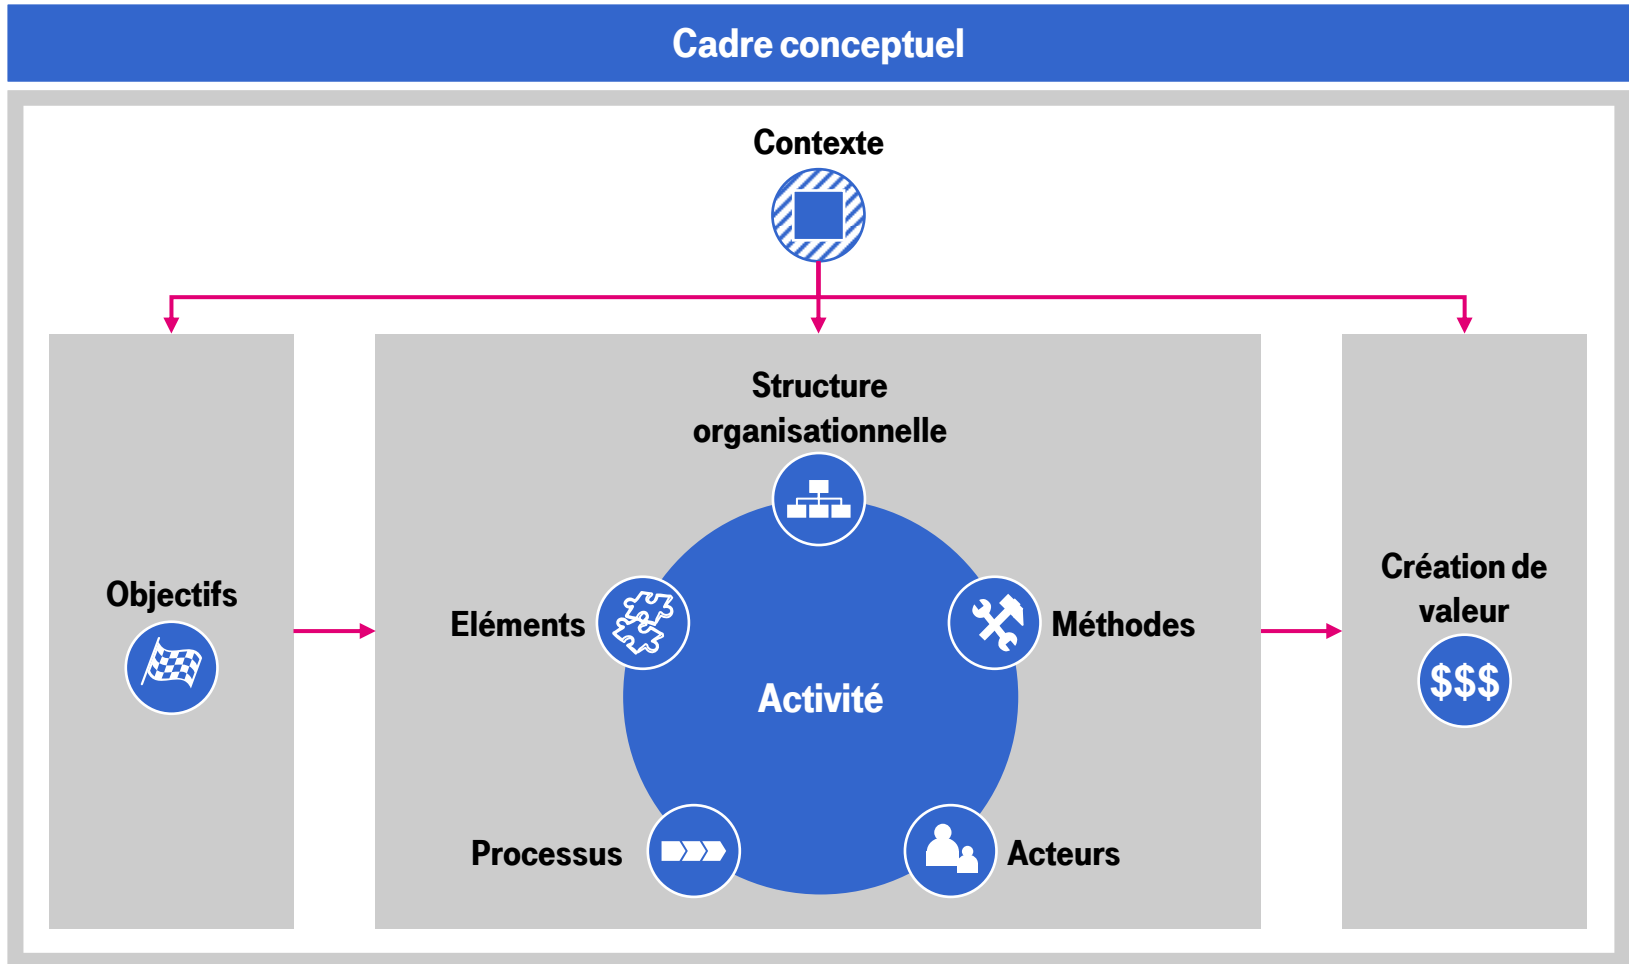 Cadre conceptuel
Contexte
Structure
organisationnelle
Objectifs
Eléments
Méthodes
Activité
Processus
Acteurs
Création de
valeur
$$$